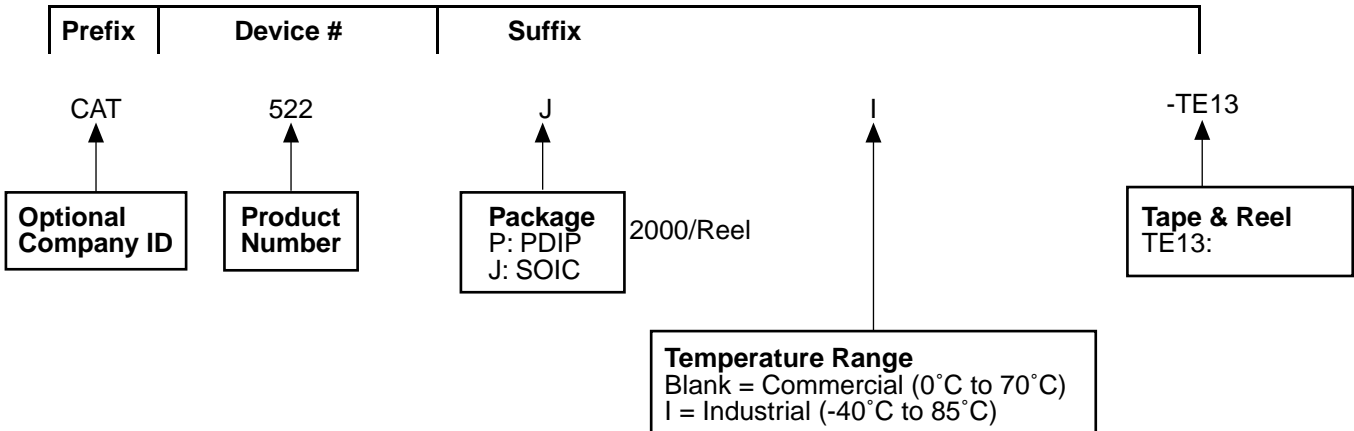 Prefix Device # Suffix
CAT 522 J I -TE13
Optional
Company ID
Product
Number
Package
P: PDIP
J: SOIC
2000/Reel
Tape & Reel
TE13:
Temperature Range
Blank = Commercial (0˚C to 70˚C)
I = Industrial (-40˚C to 85˚C)